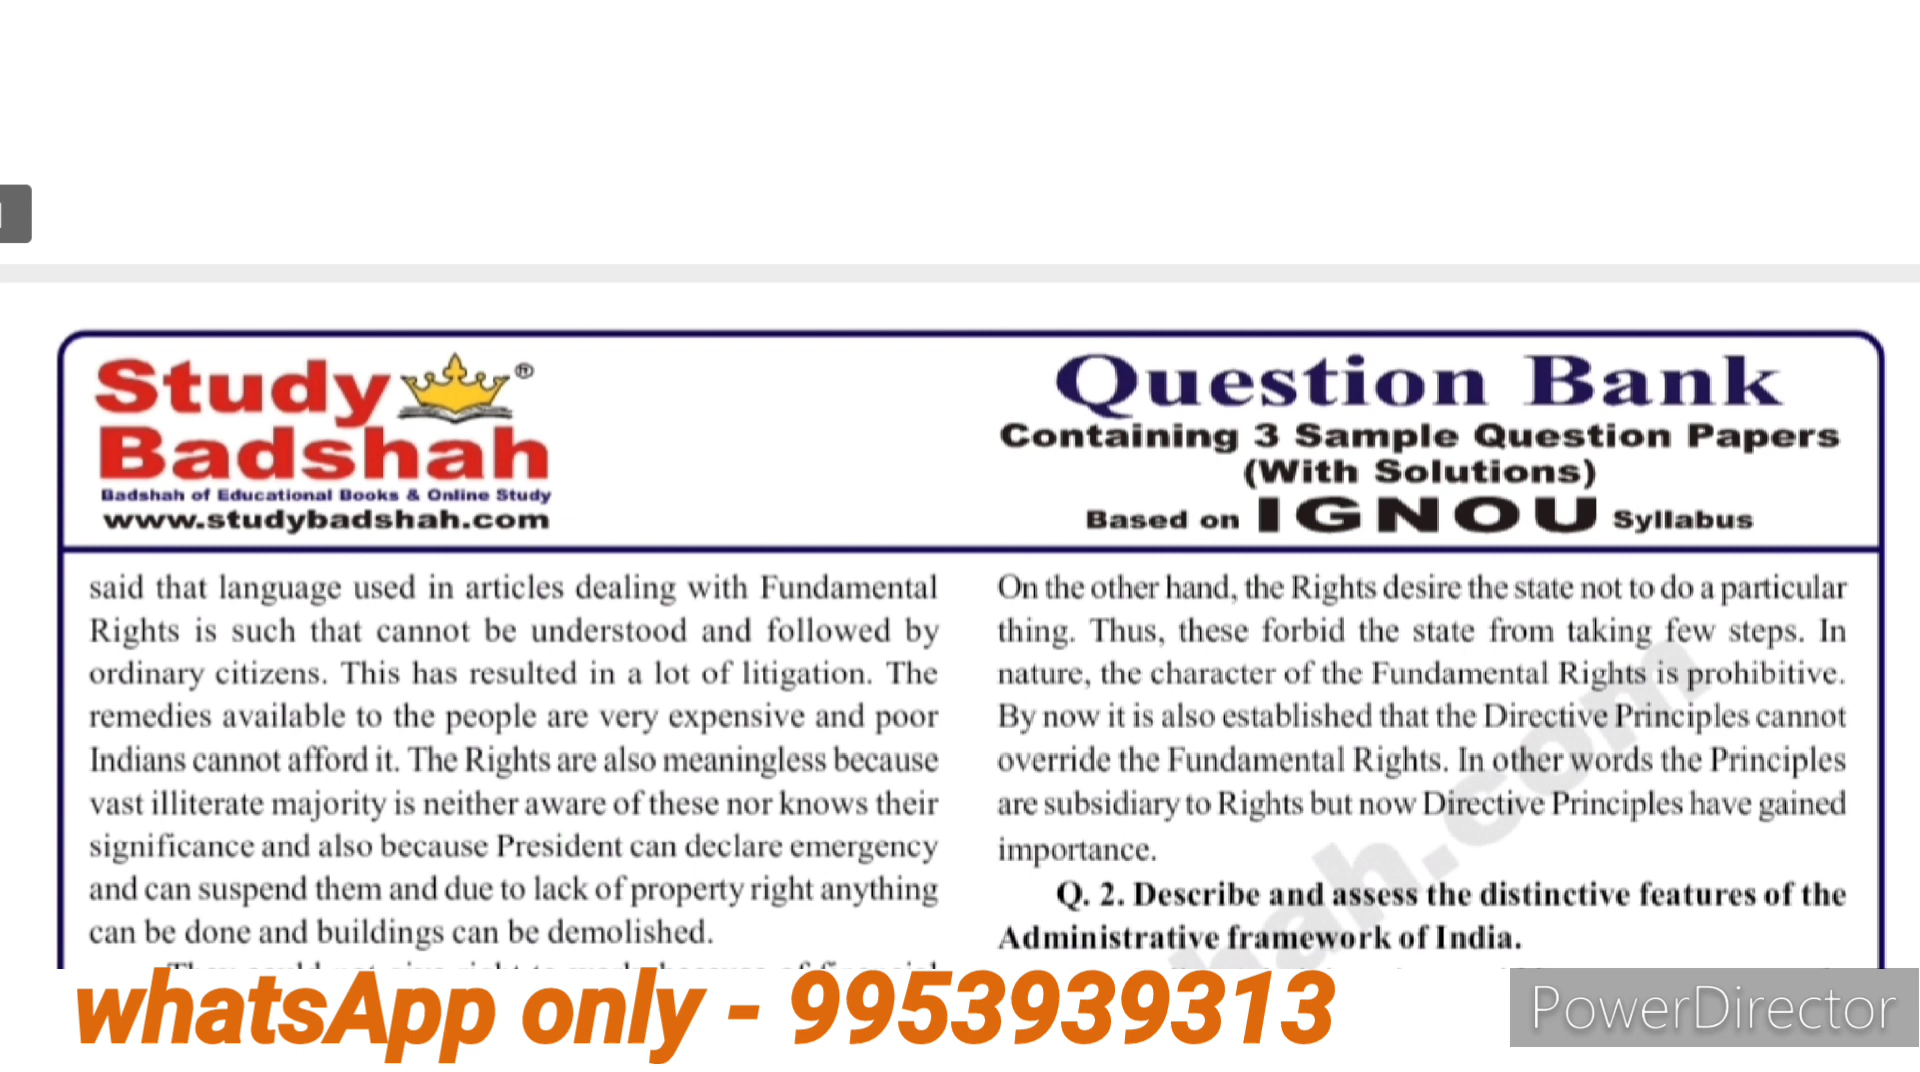 Study ®
Badshah
Badshah of Educational Books & Online Study
www.studybadshah.com
Question Bank
Containing 3 Sample Question Papers
(With Solutions)
Based on IGNOU Syllabus
said that language used in articles dealing with Fundamental
Rights is such that cannot be understood and followed by
ordinary citizens. This has resulted in a lot of litigation. The
remedies available to the people are very expensive and poor
Indians cannot afford it. The Rights are also meaningless because
vast illiterate majority is neither aware of these nor knows their
significance and also because President can declare emergency
and can suspend them and due to lack of property right anything
can be done and buildings can be demolished.
On the other hand, the Rights desire the state not to do a particular
thing. Thus, these forbid the state from taking few steps. In
nature, the character of the Fundamental Rights is prohibitive.
By now it is also established that the Directive Principles cannot
override the Fundamental Rights. In other words the Principles
are subsidiary to Rights but now Directive Principles have gained
importance.
Q. 2. Describe and assess the distinctive features of the
Administrative framework of India.
whatsApp only - 9953939313
PowerDirector